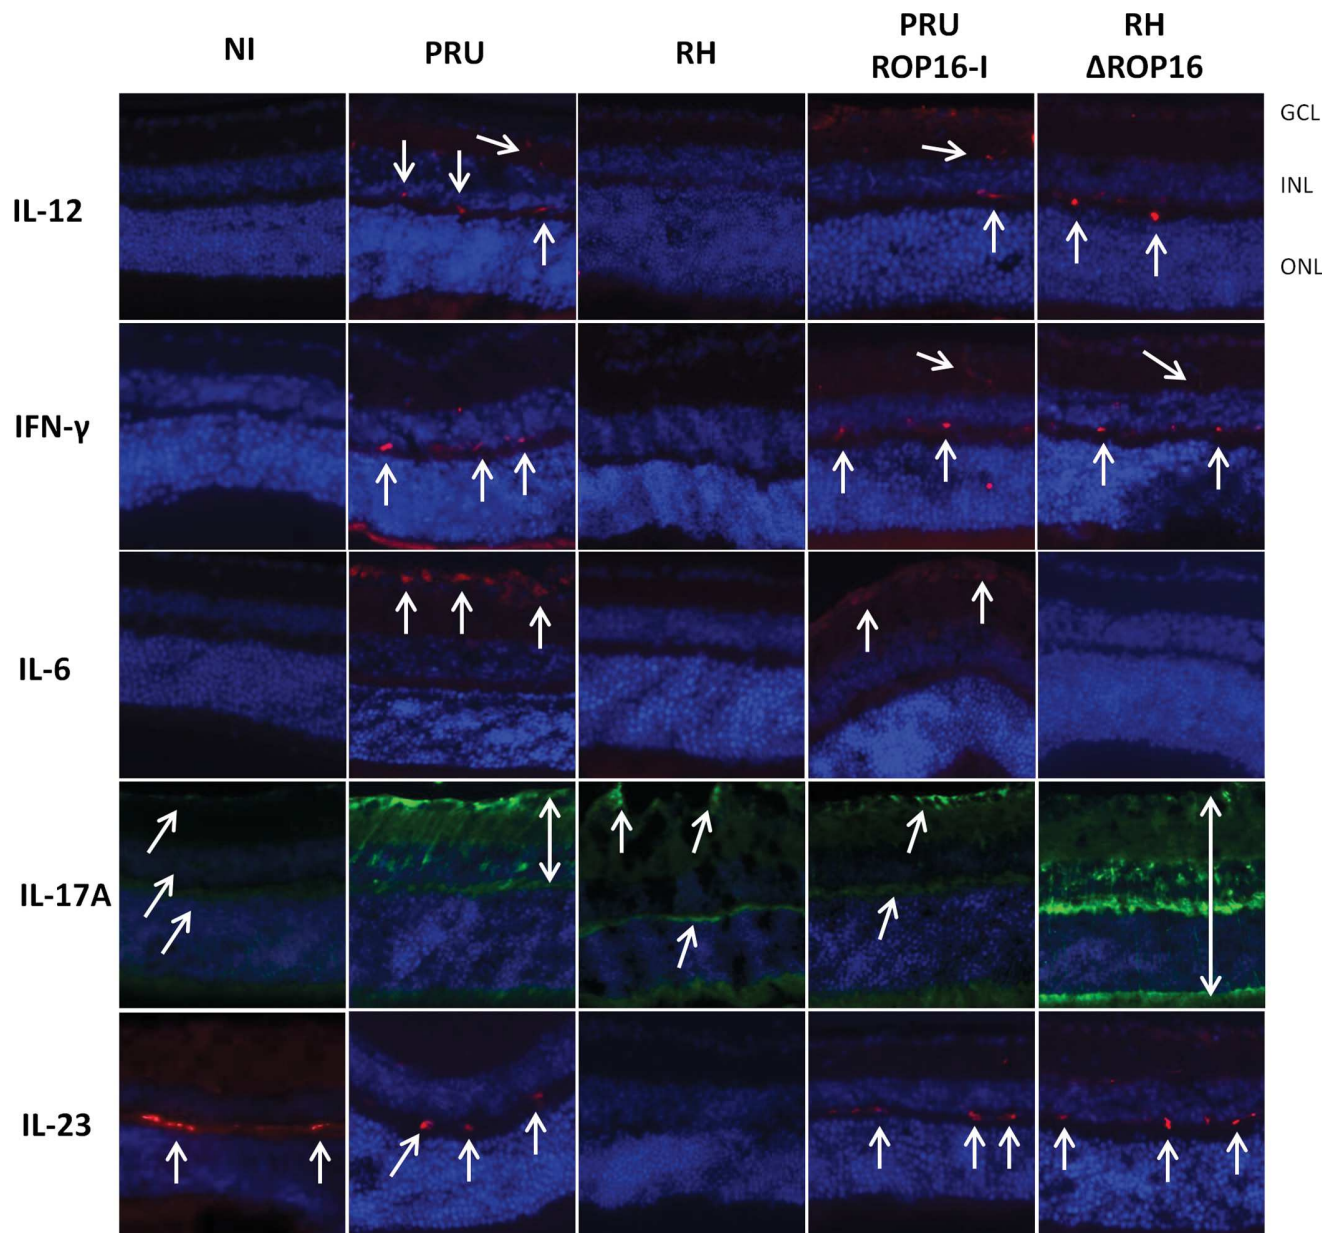 NI PRU RH PRU RH
ROP16-I ΔROP16
GCL
IL-12
INL
ONL
IFN-γ
IL-6
IL-17A
IL-23